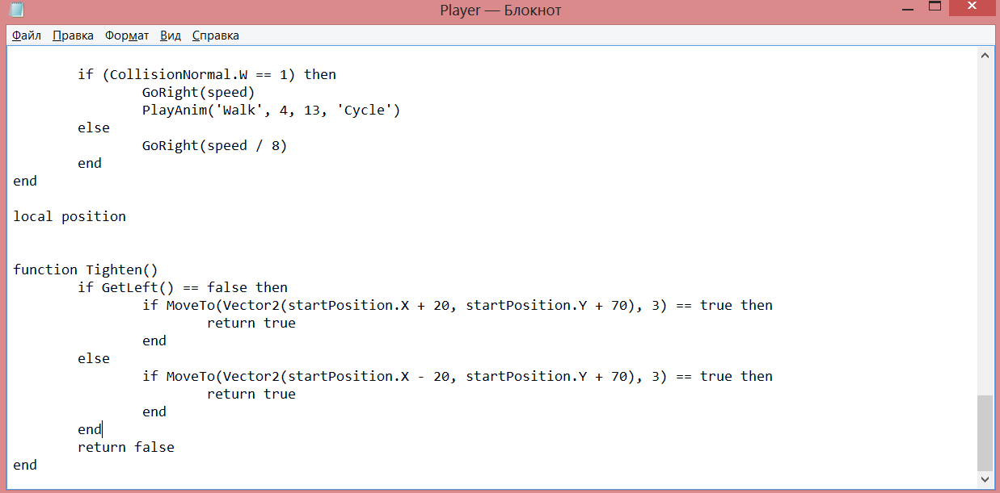 Player — Блокнот
Файл Правка Формат Вид Справка
if (CollisionNormal.W == 1) then
GoRight(speed)
PlayAnim('Walk', 4, 13, 'Cycle')
else
GoRight(speed / 8)
end
end
local position
function Tighten()
if GetLeft() == false then
if MoveTo(Vector2(startPosition.X + 20, startPosition.Y + 70), 3) == true then
return true
end
else
if MoveTo(Vector2(startPosition.X - 20, startPosition.Y + 70), 3) == true then
return true
end
end
return false
end